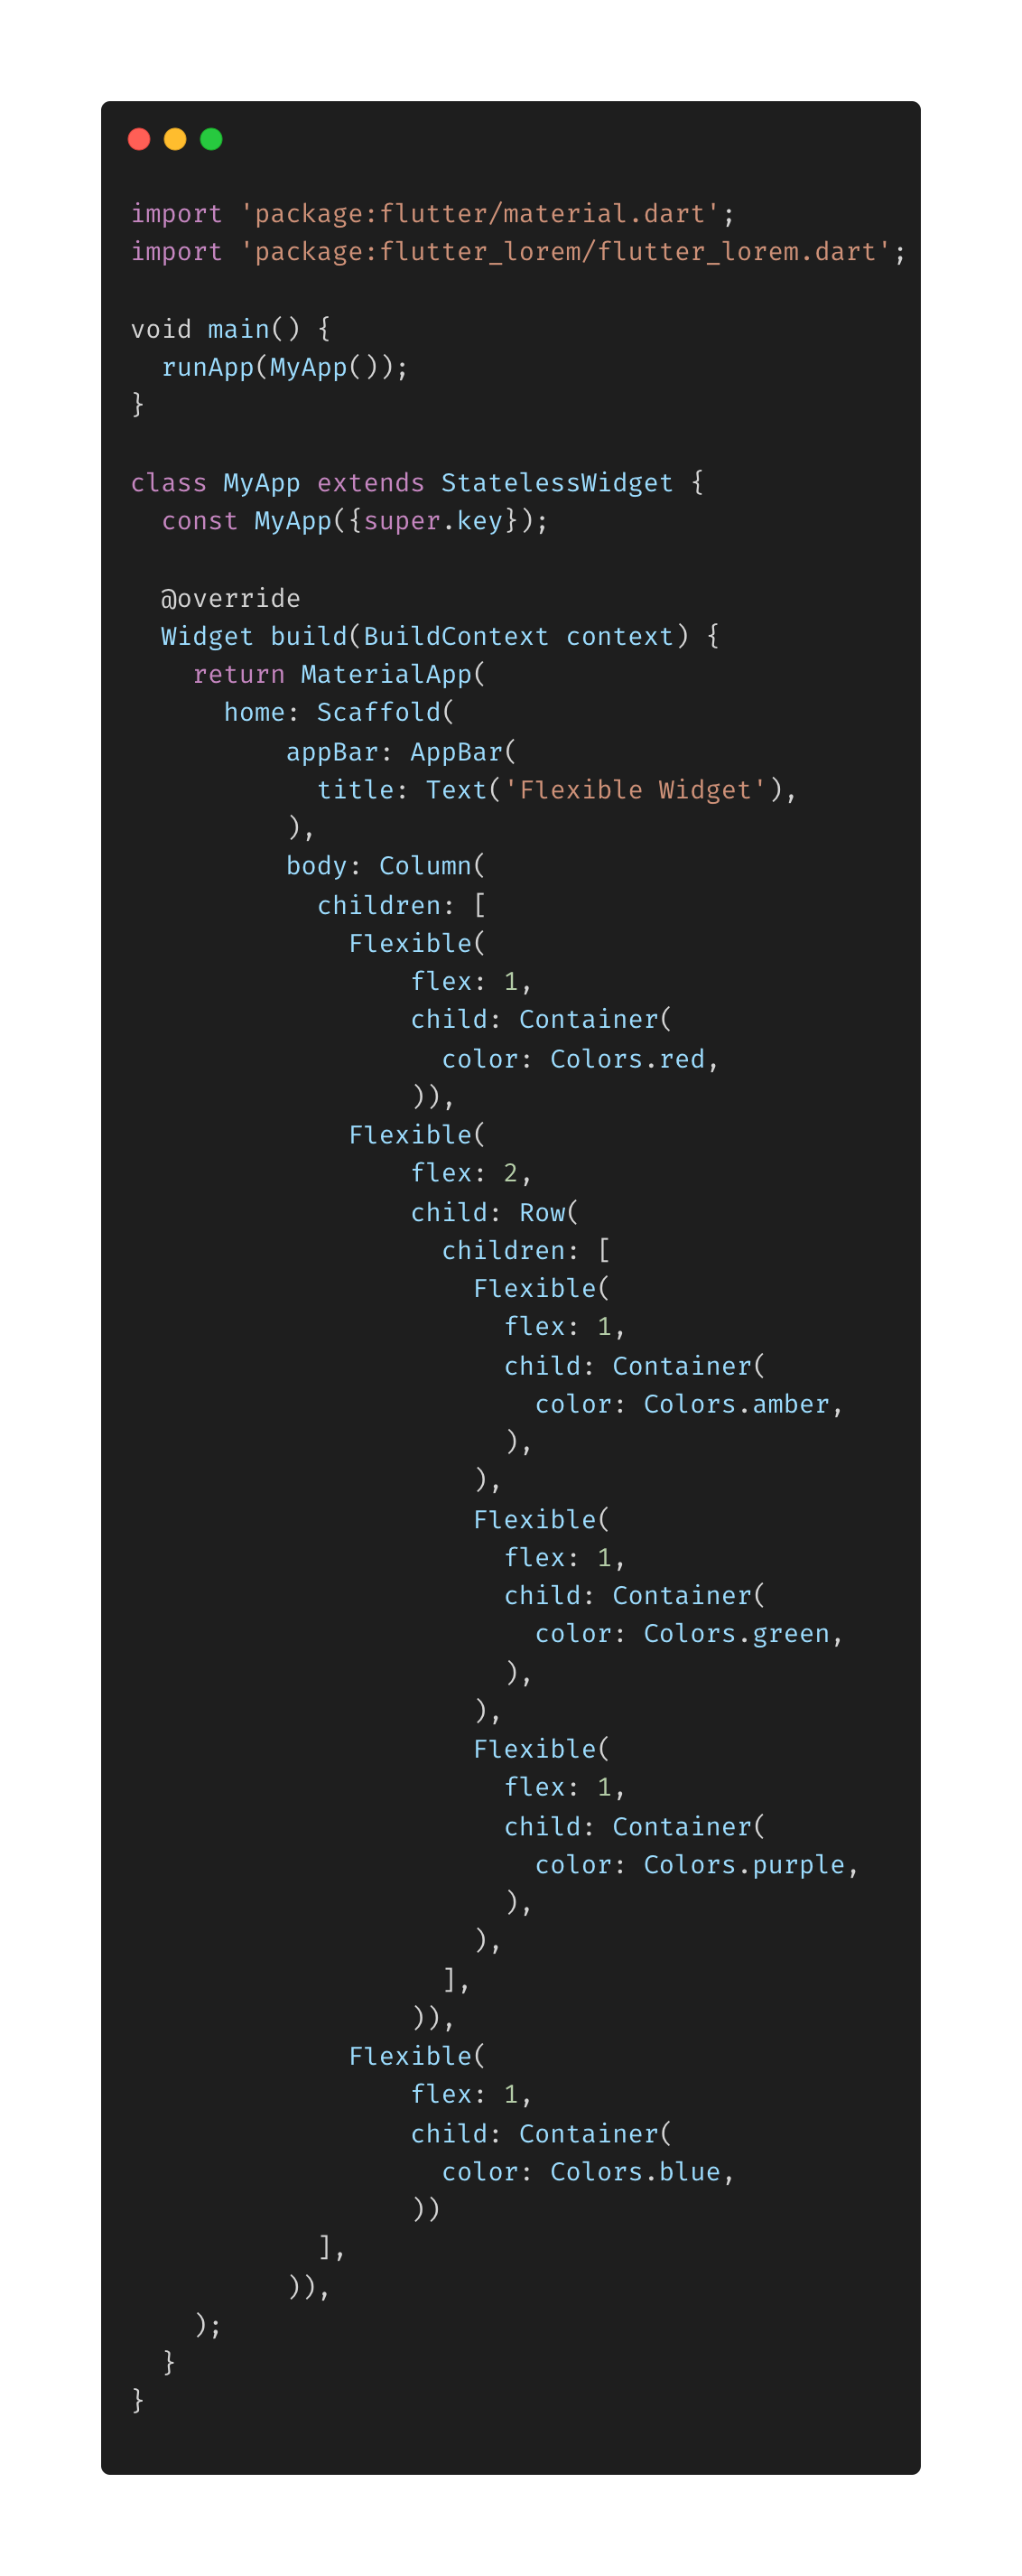 import 'package:flutter/material.dart';
import 'package:flutter_lorem/flutter_lorem.dart';

void main() {
  runApp(MyApp());
}

class MyApp extends StatelessWidget {
  const MyApp({super.key});

  @override
  Widget build(BuildContext context) {
    return MaterialApp(
      home: Scaffold(
          appBar: AppBar(
            title: Text('Flexible Widget'),
          ),
          body: Column(
            children: [
              Flexible(
                  flex: 1,
                  child: Container(
                    color: Colors.red,
                  )),
              Flexible(
                  flex: 2,
                  child: Row(
                    children: [
                      Flexible(
                        flex: 1,
                        child: Container(
                          color: Colors.amber,
                        ),
                      ),
                      Flexible(
                        flex: 1,
                        child: Container(
                          color: Colors.green,
                        ),
                      ),
                      Flexible(
                        flex: 1,
                        child: Container(
                          color: Colors.purple,
                        ),
                      ),
                    ],
                  )),
              Flexible(
                  flex: 1,
                  child: Container(
                    color: Colors.blue,
                  ))
            ],
          )),
    );
  }
}